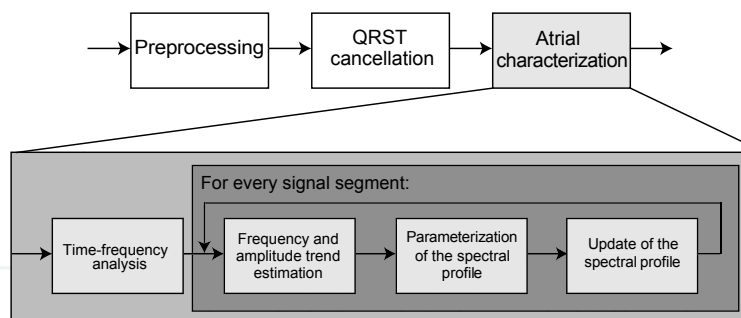 Preprocessing
QRST
cancellation
Atrial
characterization
For every signal segment:
Time-frequency
analysis
Frequency and
amplitude trend
estimation
Parameterization
of the spectral
profile
Update of the
spectral profile